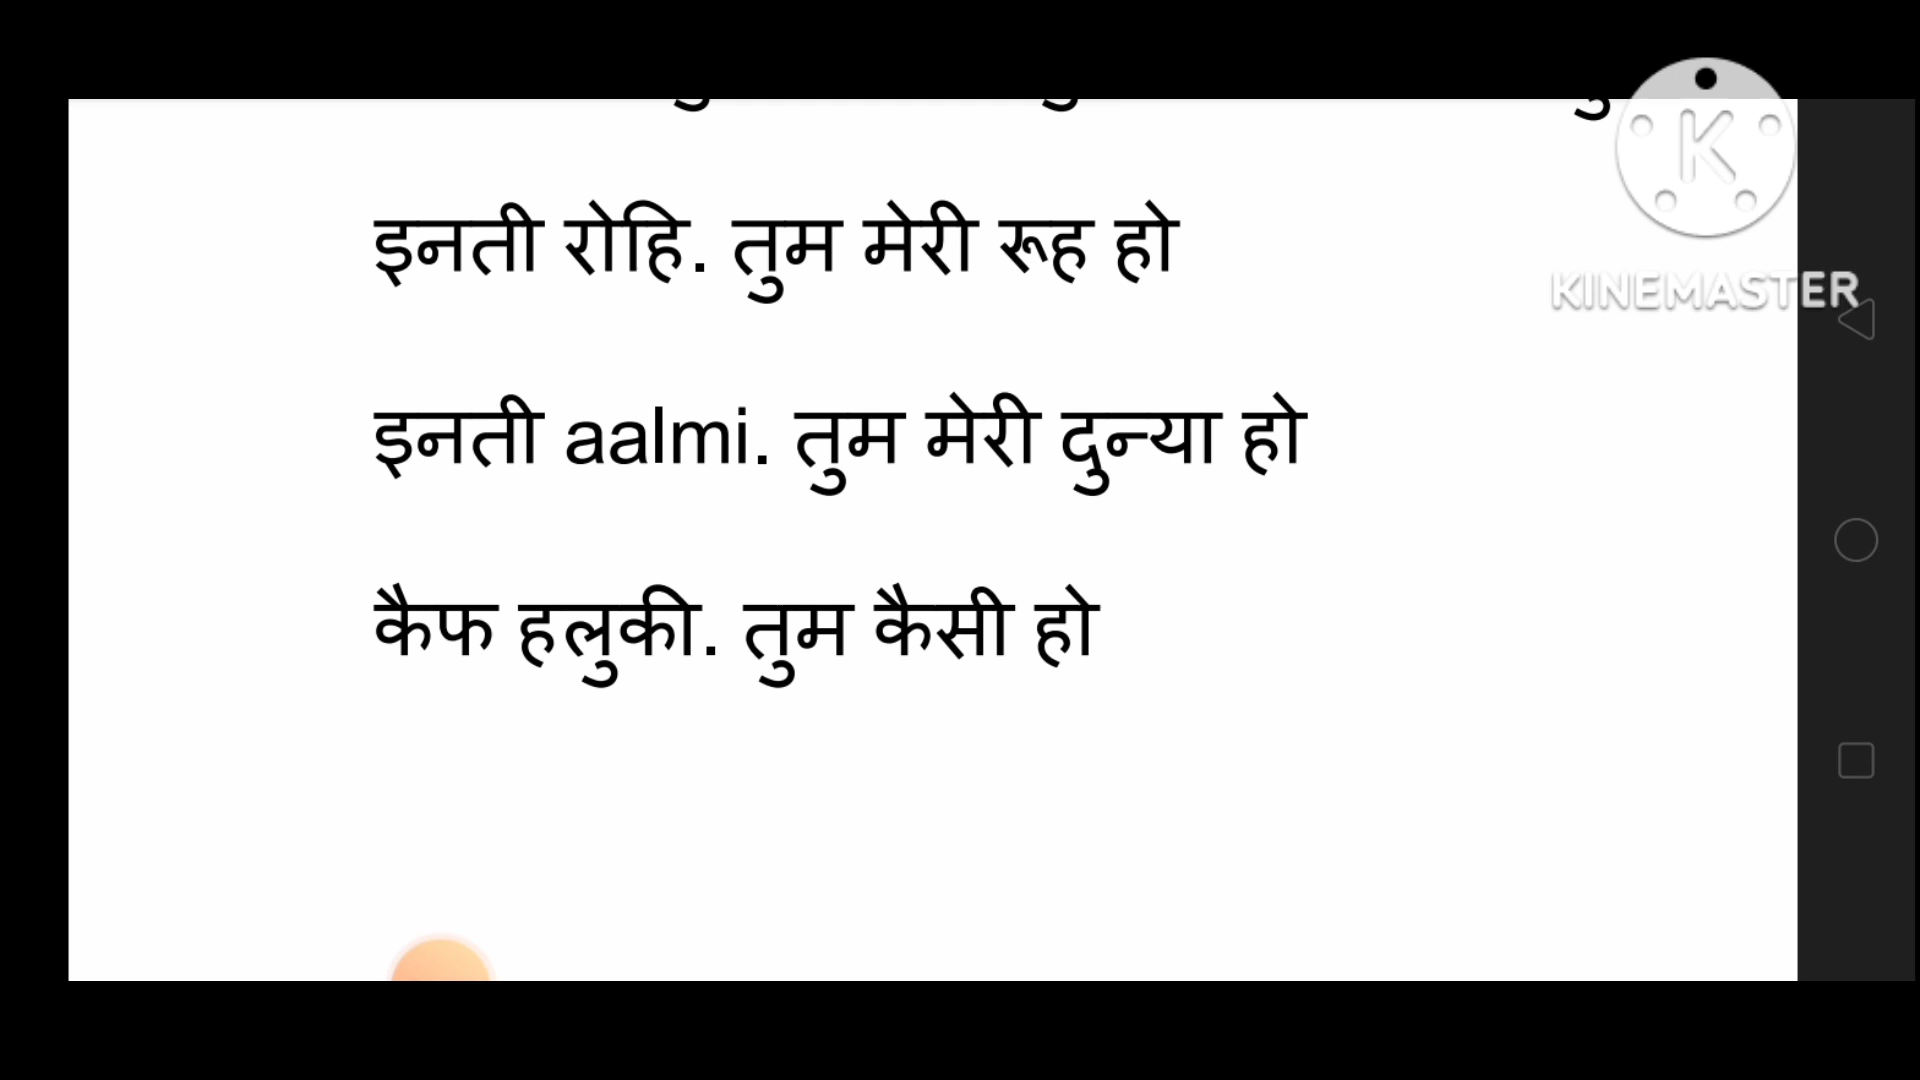 इनती रोहि. तुम मेरी रूह हो
KINEMASTER
इनती aalmi. तुम मेरी दुन्या हो
कैफ हलुकी. तुम कैसी हो